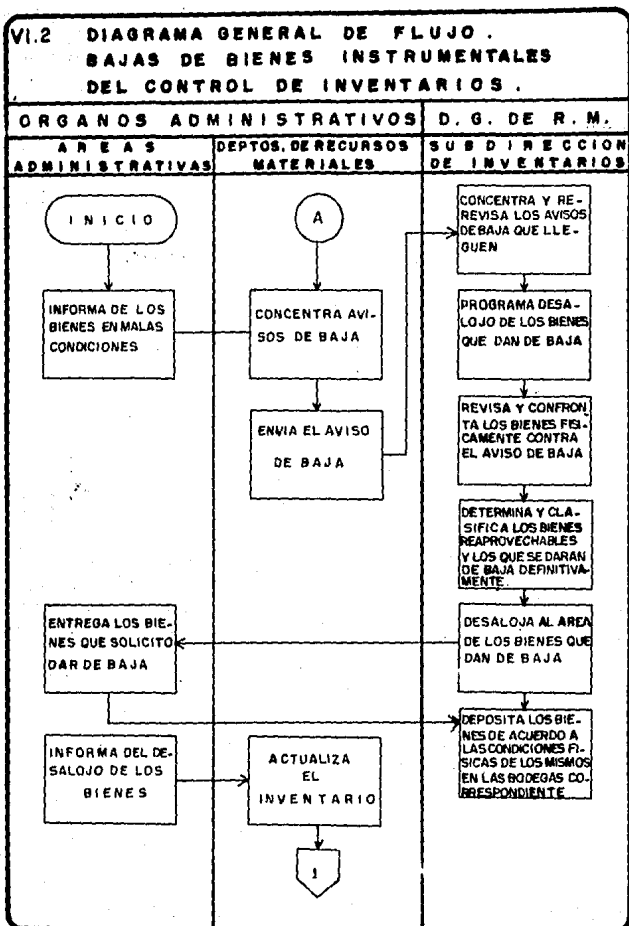 VI.2 DIAGRAMA GENERAL DE FLUJO.
BAJAS DE BIENES INSTRUMENTALES
DEL CONTROL DE INVENTARIOS.
ORGANOS ADMINISTRATIVOS
D. G. DE R. M.
AREAS
ADMINISTRATIVAS
DEPTOS. DE RECURSOS
MATERIALES
SUBDIRECCION
DE INVENTARIOS
INICIO
A
CONCENTRA Y RE-
REVISA LOS AVISOS
DE BAJA QUE LLE-
GUEN
INFORMA DE LOS
BIENES EN MALAS
CONDICIONES
CONCENTRA AVI-
SOS DE BAJA
PROGRAMA DESA-
LOJO DE LOS BIENES
QUE DAN DE BAJA
ENVIA EL AVISO
DE BAJA
REVISA Y CONFRON
TA LOS BIENES FISI-
CAMENTE CONTRA
EL AVISO DE BAJA
DETERMINA Y CLA-
SIFICA LOS BIENES
REAPROVECHABLES
Y LOS QUE SE DARAN
DE BAJA DEFINITIVA-
MENTE.
ENTREGA LOS BIE-
NES QUE SOLICITO
DAR DE BAJA
DESALOJA AL AREA
DE LOS BIENES QUE
DAN DE BAJA
INFORMA DEL DE-
SALOJO DE LOS
BIENES
ACTUALIZA
EL
INVENTARIO
DEPOSITA LOS BIE-
NES DE ACUERDO A
LAS CONDICIONES FI-
SICAS DE LOS MISMOS
EN LAS BODEGAS CO-
RRESPONDIENTE
1